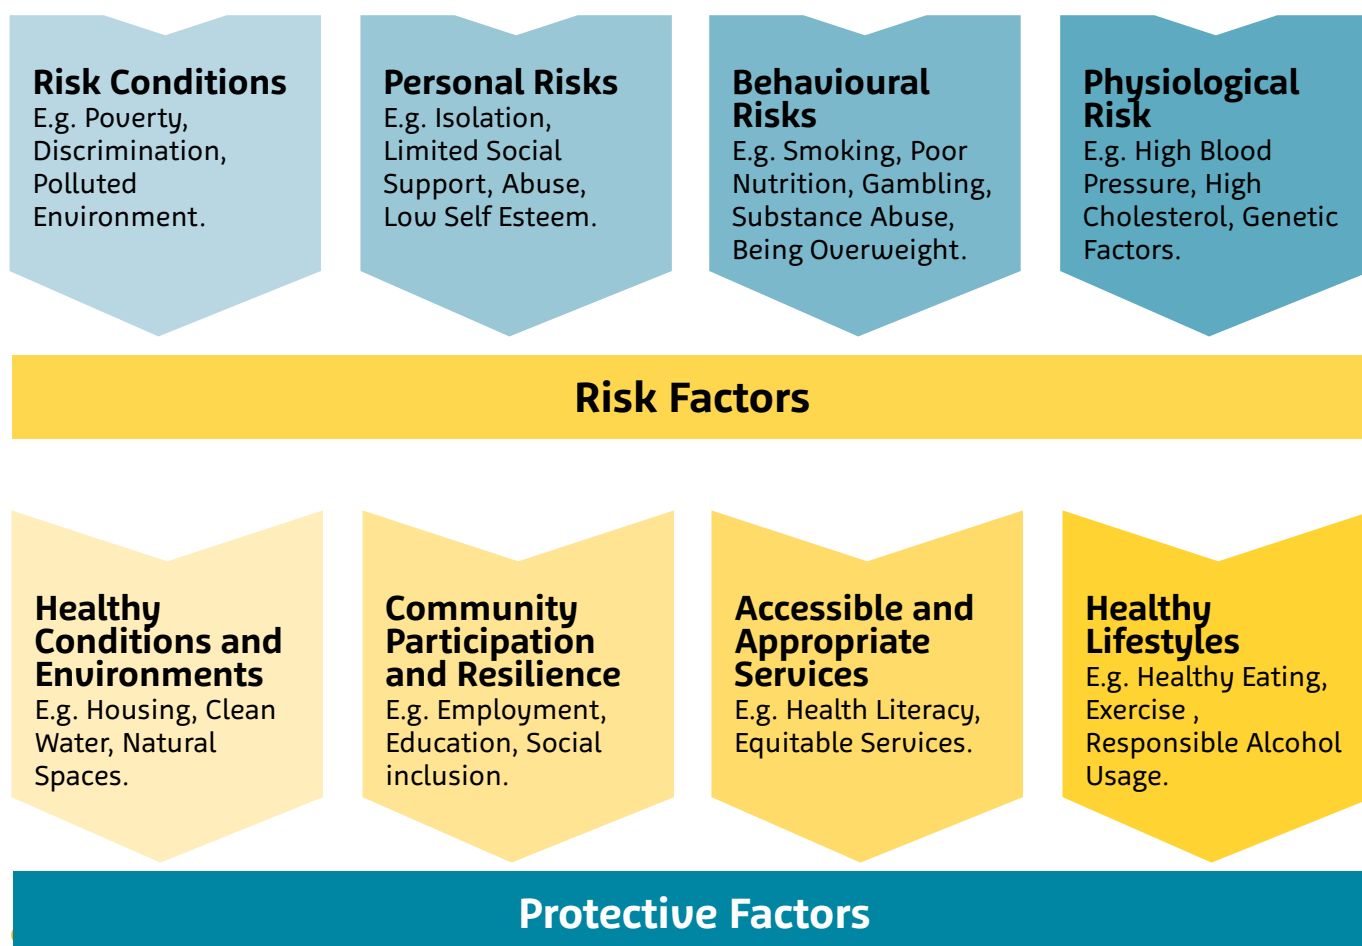 Risk Conditions
E.g. Poverty,
Discrimination,
Polluted
Environment.
Personal Risks
E.g. Isolation,
Limited Social
Support, Abuse,
Low Self Esteem.
Behavioural
Risks
E.g. Smoking, Poor
Nutrition, Gambling,
Substance Abuse,
Being Overweight.
Physiological
Risk
E.g. High Blood
Pressure, High
Cholesterol, Genetic
Factors.
Risk Factors
Healthy
Conditions and
Environments
E.g. Housing, Clean
Water, Natural
Spaces.
Community
Participation
and Resilience
E.g. Employment,
Education, Social
inclusion.
Accessible and
Appropriate
Services
E.g. Health Literacy,
Equitable Services.
Healthy
Lifestyles
E.g. Healthy Eating,
Exercise ,
Responsible Alcohol
Usage.
Protective Factors